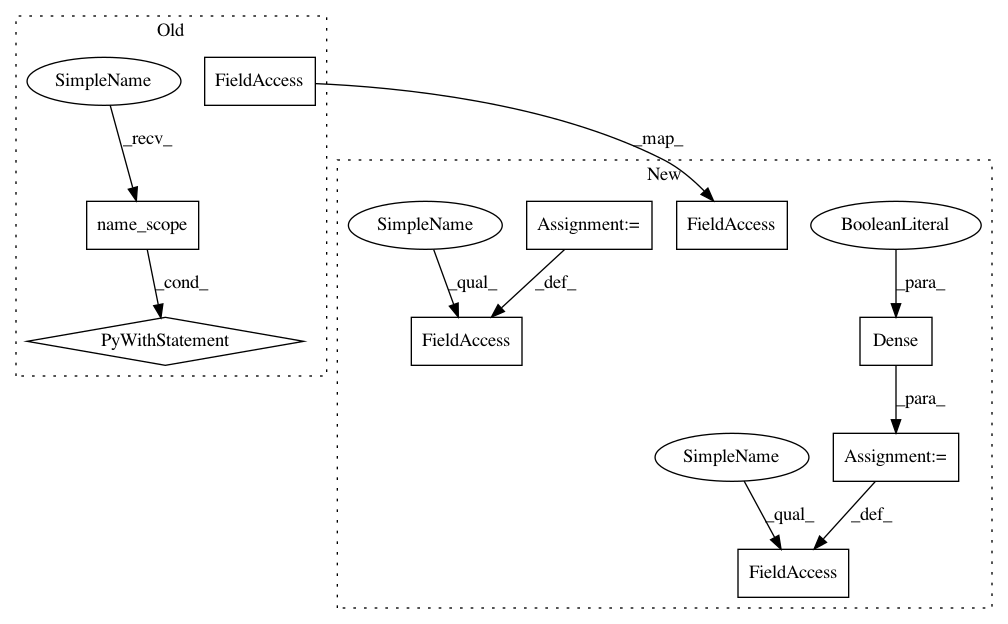 Old
SimpleName
FieldAccess
_recv_
_map_
New
name_scope
SimpleName
Assignment:=
FieldAccess
BooleanLiteral
_cond_
_qual_
_def_
_para_
PyWithStatement
FieldAccess
Dense
_para_
SimpleName
Assignment:=
_qual_
_def_
FieldAccess